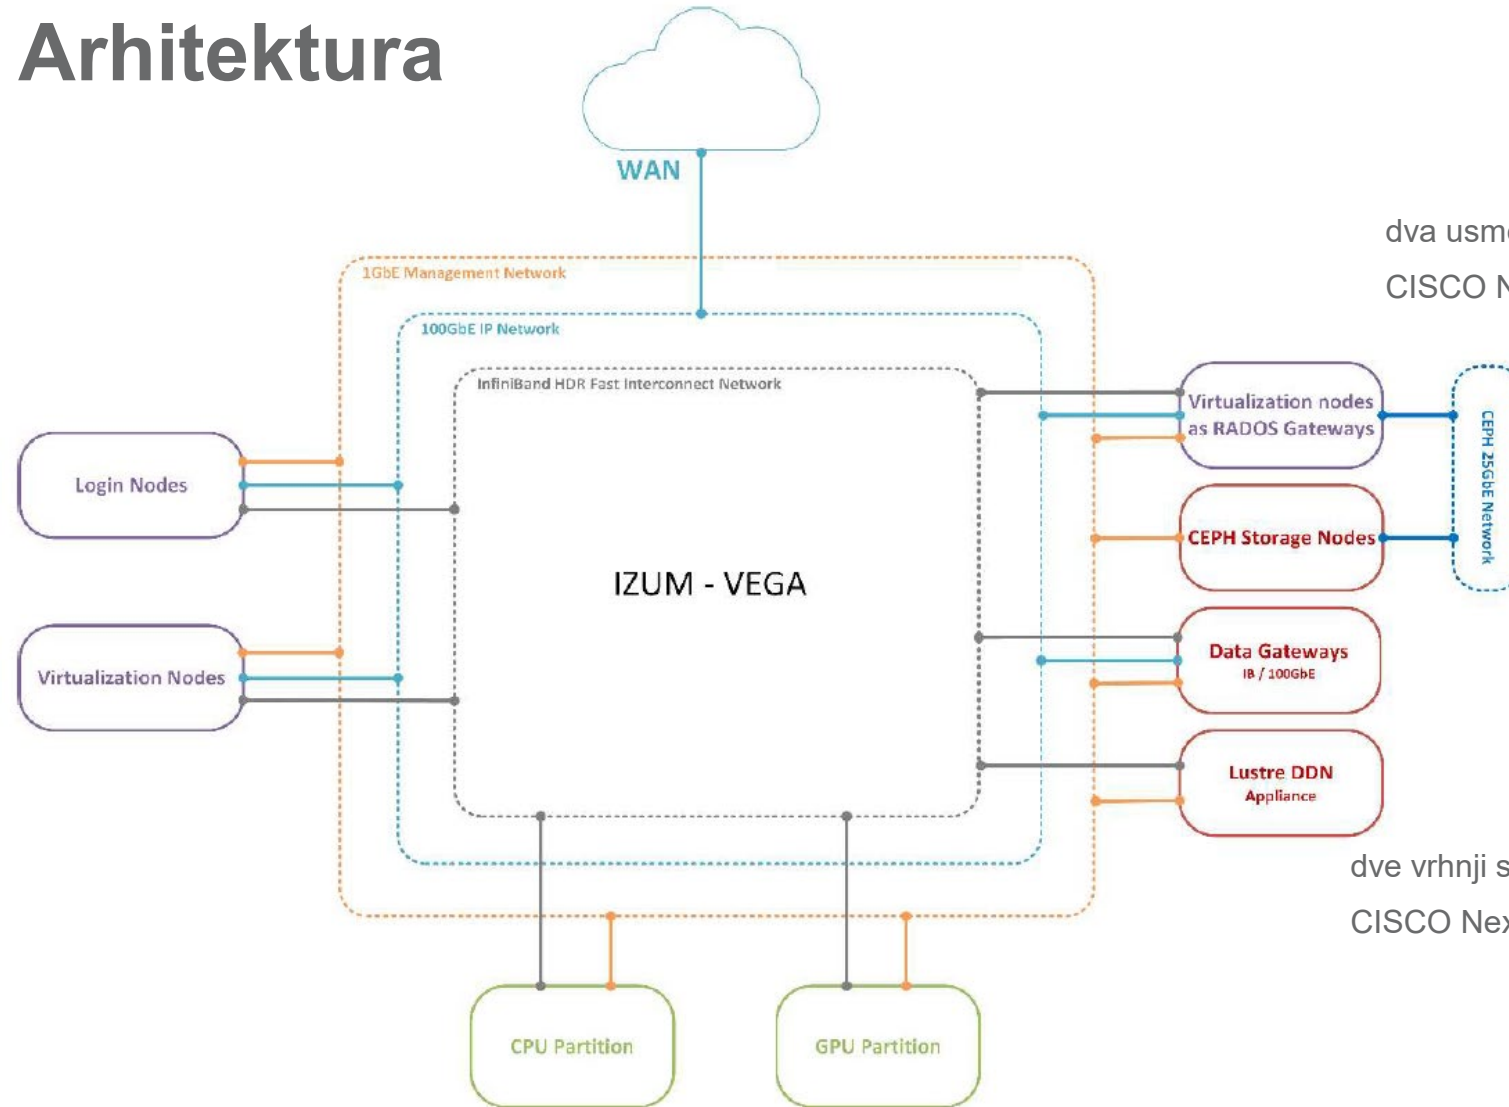 Arhitektura
WAN
dva
CISCO
1GbE Management Network
100GbE IP Network
InfiniBand HDR Fast Interconnect Network
Virtualization nodes
as RADOS Gateways
CEPH 25GbE Network
Login Nodes
CEPH Storage Nodes
IZUM - VEGA
Data Gateways
IB / 100GbE
Virtualization Nodes
Lustre DDN
Appliance
dve vrhnji
CISCO
CPU Partition
GPU Partition